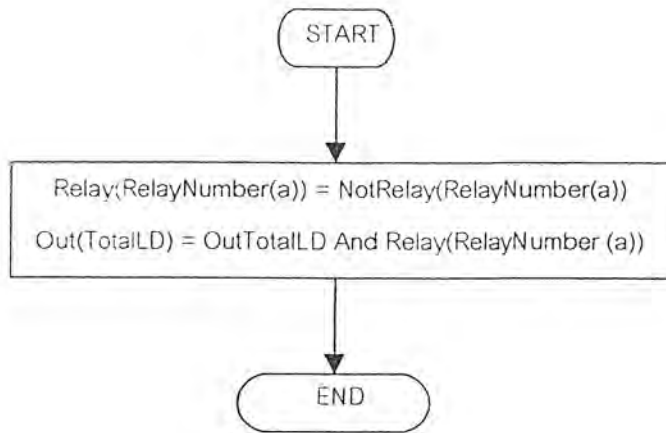 START
Relay(RelayNumber(a)) = NotRelay(RelayNumber(a))
Out(TotalLD) = OutTotalLD And Relay(RelayNumber (a))
END